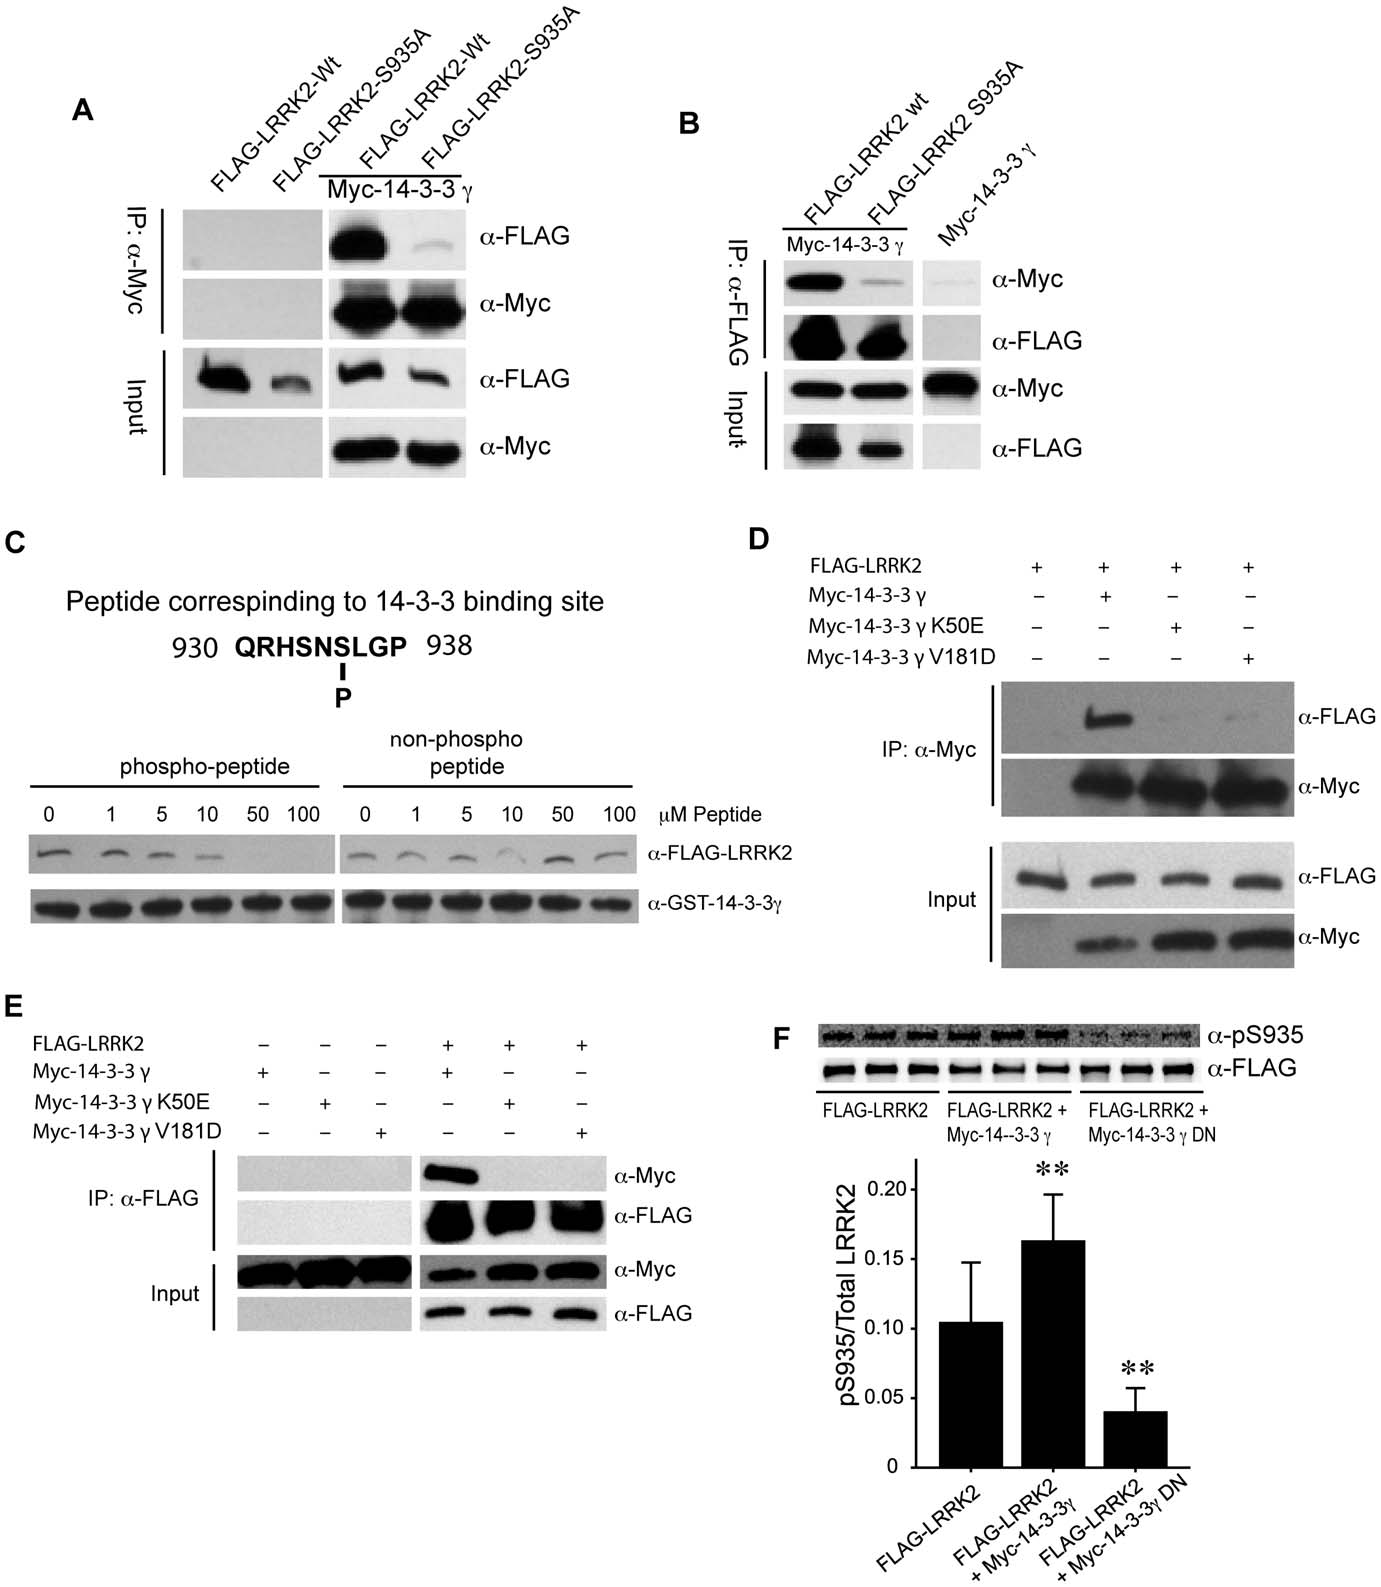 A
FLAG-LRRK2-Wt
FLAG-LRRK2-S935A
FLAG-LRRK2-Wt
FLAG-LRRK2-S935A
Myc-14-3-3 γ
IP: α-Myc
α-FLAG
α-Myc
Input
α-FLAG
α-Myc
B
FLAG-LRRK2 wt
FLAG-LRRK2 S935A
Myc-14-3-3 γ
Myc-14-3-3 γ
IP: α-FLAG
α-Myc
α-FLAG
Input
α-Myc
α-FLAG
C
Peptide correspinding to 14-3-3 binding site
930 QRHSNSLGP 938
P
phospho-peptide
non-phospho
peptide
0 1 5 10 50 100 0 1 5 10 50 100 μM Peptide
α-FLAG-LRRK2
α-GST-14-3-3γ
D
FLAG-LRRK2 + + + +
Myc-14-3-3 γ – + – –
Myc-14-3-3 γ K50E – – + –
Myc-14-3-3 γ V181D – – – +
IP: α-Myc
α-FLAG
α-Myc
Input
α-FLAG
α-Myc
E
FLAG-LRRK2 – – – + + +
Myc-14-3-3 γ + – – + – –
Myc-14-3-3 γ K50E – + – – + –
Myc-14-3-3 γ V181D – – + – – +
IP: α-FLAG
α-Myc
α-FLAG
Input
α-Myc
α-FLAG
F
α-pS935
α-FLAG
FLAG-LRRK2
FLAG-LRRK2 +
Myc-14--3-3 γ
FLAG-LRRK2 +
Myc-14-3-3 γ DN
pS935/Total LRRK2
0.20
0.15
0.10
0.05
0
**
**
FLAG-LRRK2
FLAG-LRRK2
+ Myc-14-3-3γ
FLAG-LRRK2
+ Myc-14-3-3γ DN